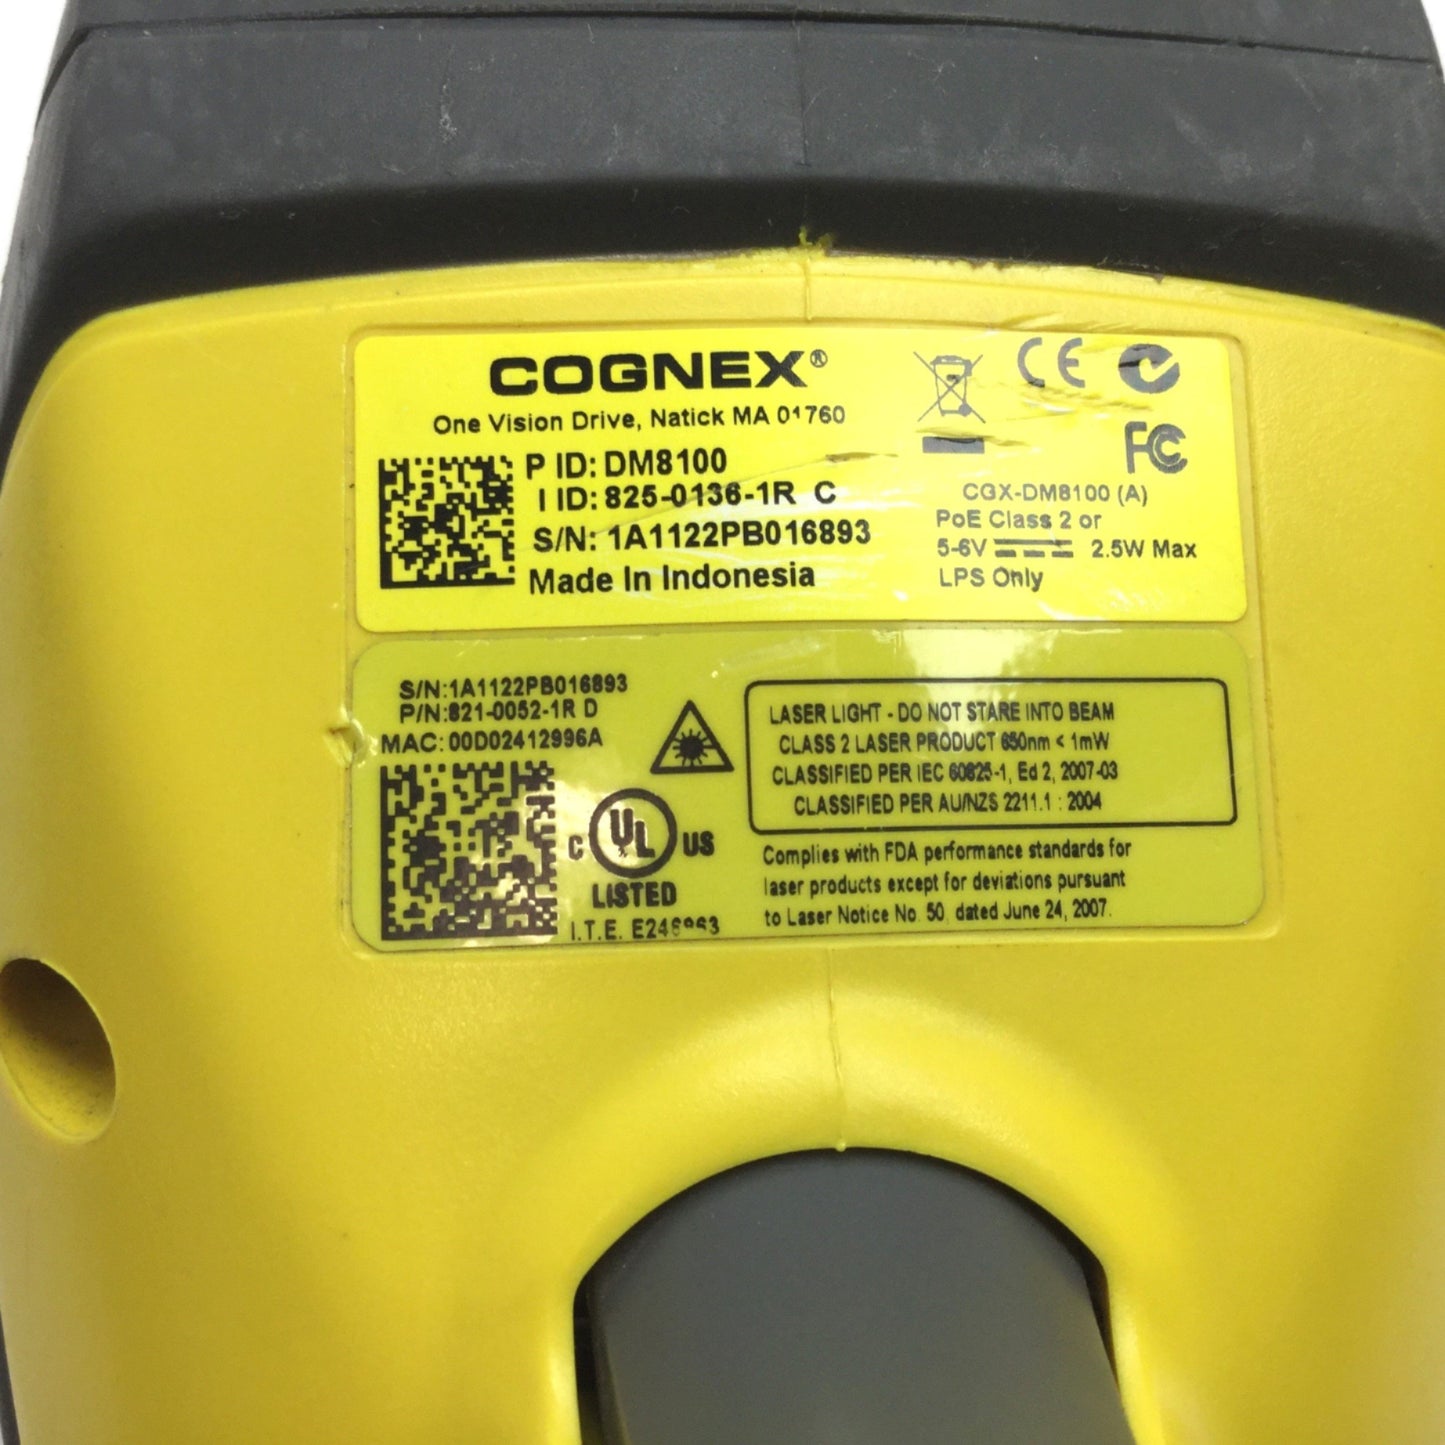 COGNEX®
One Vision Drive, Natick MA 01760
P ID: DM8100
I ID: 825-0136-1R C
S/N: 1A1122PB016893
Made In Indonesia
CE
FC
CGX-DM8100 (A)
PoE Class 2 or
5-6V 2.5W Max
LPS Only
S/N:1A1122PB016893
P/N:821-0052-1R D
MAC: 00D02412996A
C UL US
LISTED
I.T.E.
LASER LIGHT - DO NOT STARE INTO BEAM
CLASS 2 LASER PRODUCT 650nm < 1mW
CLASSIFIED PER IEC 60825-1, Ed 2, 2007-03
CLASSIFIED PER AU/NZS 2211.1 : 2004
Complies with FDA performance standards for
laser products except for deviations pursuant
to Laser Notice No. 50, dated June 24, 2007.